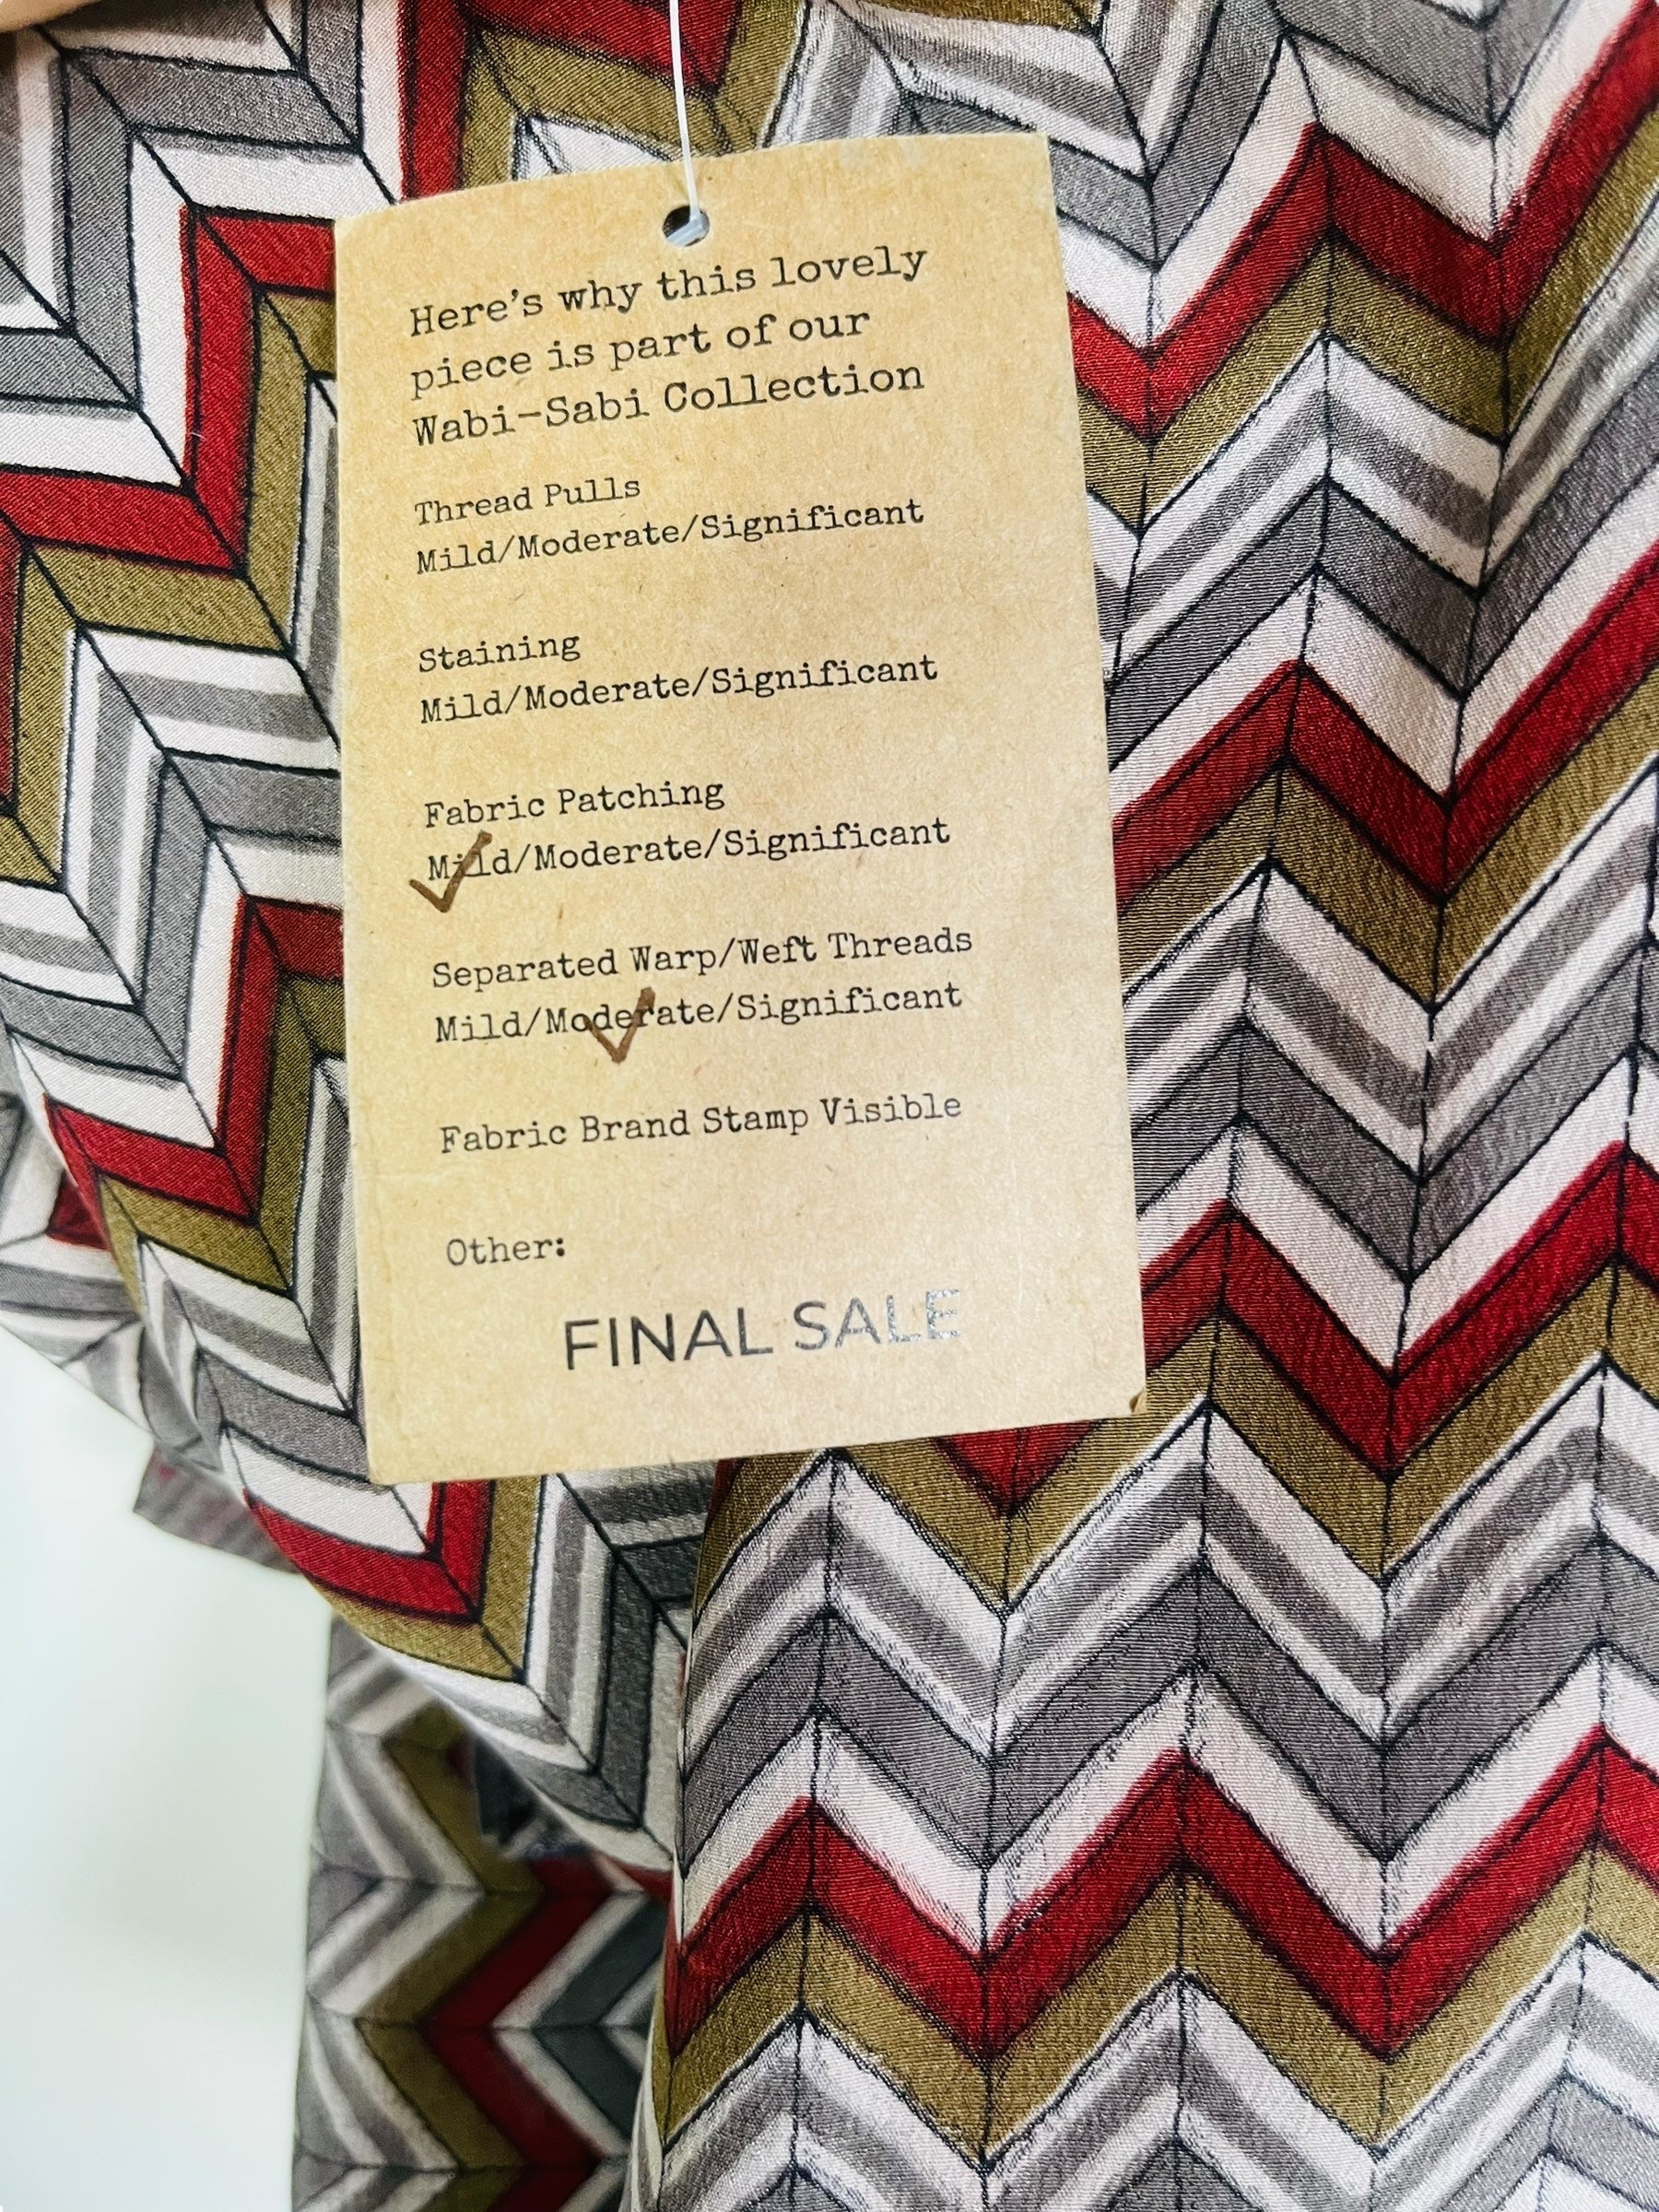 Here's why this lovely
piece is part of our
Wabi-Sabi Collection
Thread Pulls
Mild/Moderate/Significant
Staining
Mild/Moderate/Significant
Fabric Patching
Mild/Moderate/Significant
Separated Warp/Weft Threads
Mild/Moderate/Significant
Fabric Brand Stamp Visible
Other:
FINAL SALE